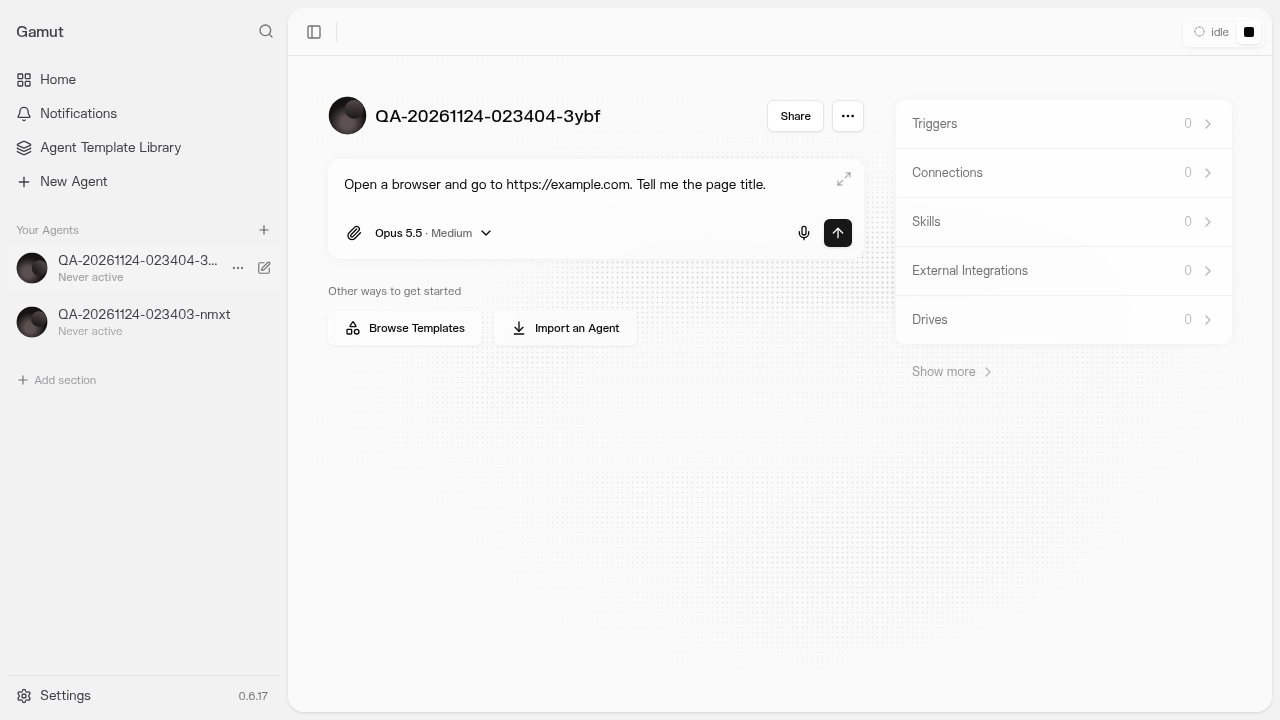 Gamut
Home
Notifications
Agent Template Library
New Agent
Your Agents
QA-20261124-023404-3...
Never active
QA-20261124-023403-nmxt
Never active
Add section
Settings
0.6.17
idle
QA-20261124-023404-3ybf
Share
Open a browser and go to https://example.com. Tell me the page title.
Opus 5.5 · Medium
Other ways to get started
Browse Templates
Import an Agent
Triggers 0
Connections 0
Skills 0
External Integrations 0
Drives 0
Show more